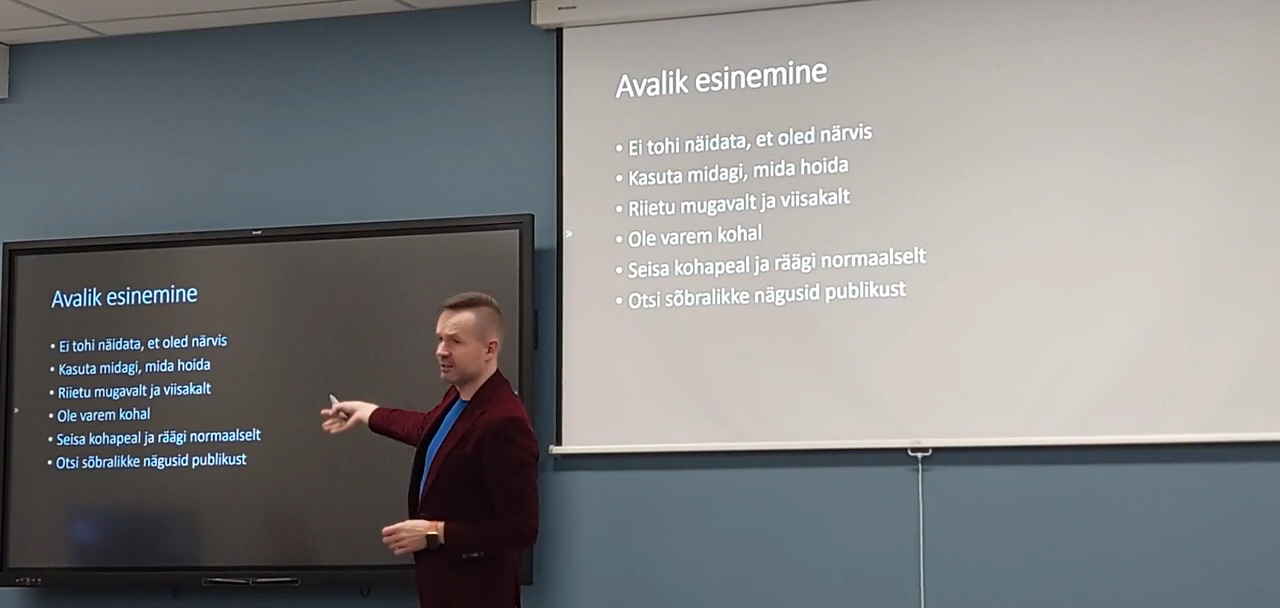 Avalik esinemine
• Ei tohi näidata, et oled närvis
• Kasuta midagi, mida hoida
• Riietu mugavalt ja viisakalt
• Ole varem kohal
• Seisa kohapeal ja räägi normaalselt
• Otsi sõbralikke nägusid publikust
Avalik esinemine
• Ei tohi näidata, et oled närvis
• Kasuta midagi, mida hoida
• Riietu mugavalt ja viisakalt
• Ole varem kohal
• Seisa kohapeal ja räägi normaalselt
• Otsi sõbralikke nägusid publikust